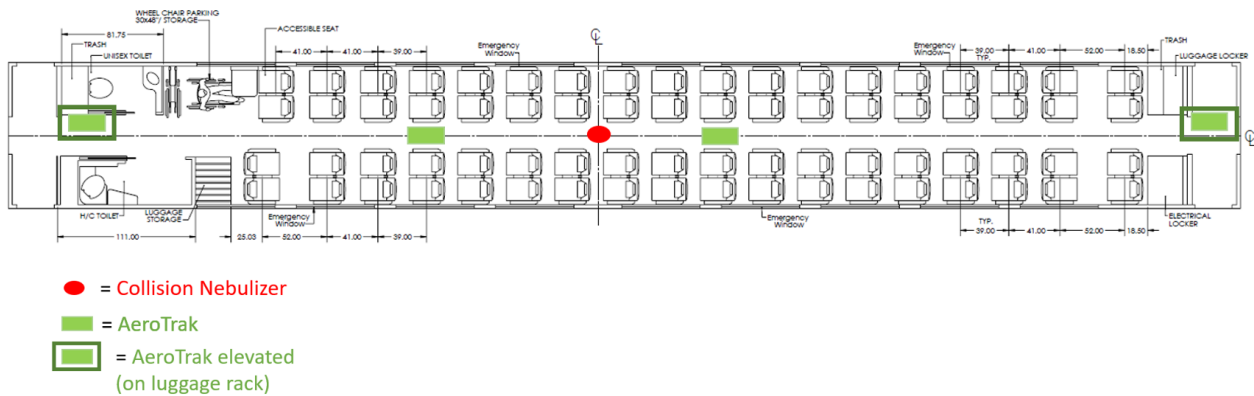 WHEEL CHAIR PARKING
30x48"/ STORAGE
ACCESSIBLE SEAT
81.75
TRASH
UNISEX TOILET
41.00
41.00
39.00
Emergency
Window
℄
Emergency
Window
39.00
TYP.
41.00
52.00
18.50
TRASH
LUGGAGE LOCKER
℄
H/C TOILET
LUGGAGE
STORAGE
Emergency
Window
Emergency
Window
TYP.
ELECTRICAL
LOCKER
111.00
25.03
52.00
41.00
39.00
39.00
41.00
52.00
18.50
= Collision Nebulizer
= AeroTrak
= AeroTrak elevated
(on luggage rack)